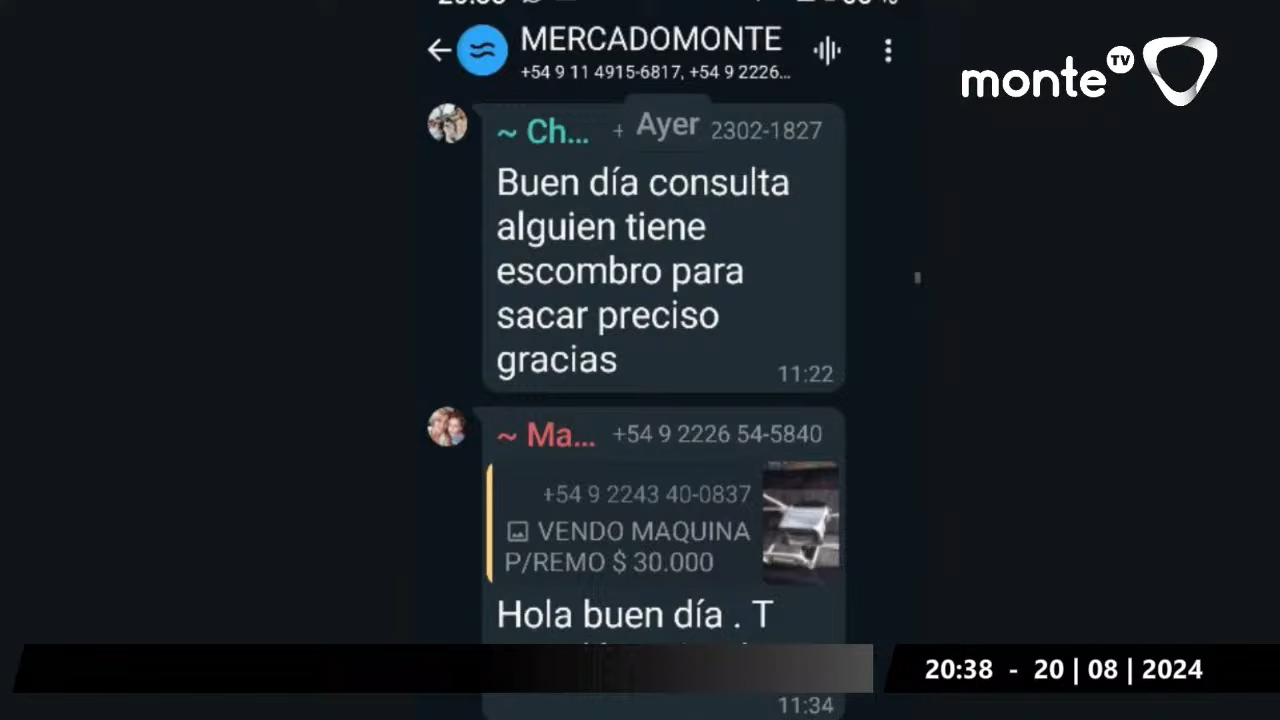 MERCADOMONTE
+54 9 11 4915-6817, +54 9 2226...
monte TV
Ayer
~ Ch... + 2302-1827
Buen día consulta
alguien tiene
escombro para
sacar preciso
gracias
11:22
~ Ma... +54 9 2226 54-5840
+54 9 2243 40-0837
VENDO MAQUINA
P/REMO $ 30.000
Hola buen día . T
11:34
20:38 - 20 | 08 | 2024